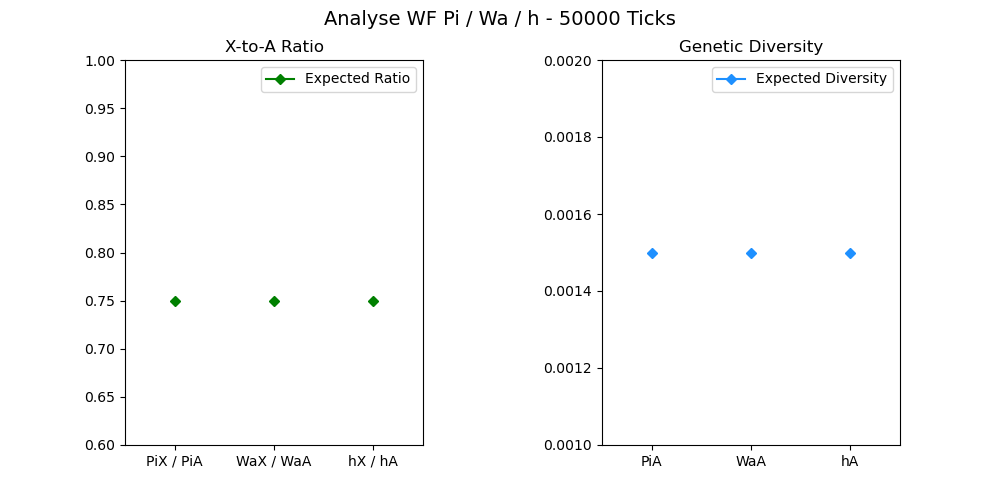 Analyse WF Pi / Wa / h - 50000 Ticks
X-to-A Ratio
Expected Ratio
1.00
0.95
0.90
0.85
0.80
0.75
0.70
0.65
0.60
PiX / PiA
WaX / WaA
hX / hA
Genetic Diversity
Expected Diversity
0.0020
0.0018
0.0016
0.0014
0.0012
0.0010
PiA
WaA
hA